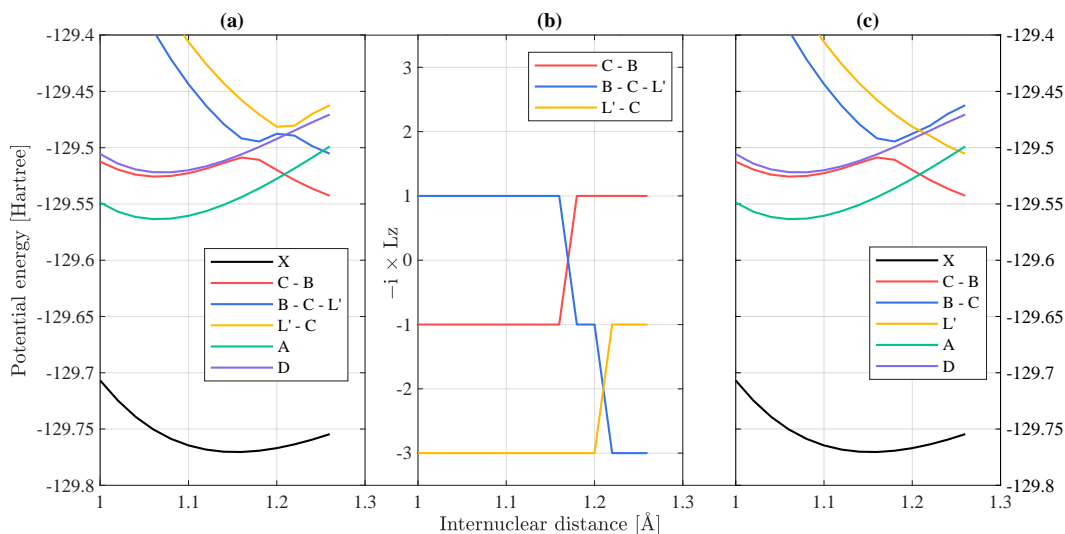 (a)
(b)
(c)
Potential energy [Hartree]
-129.4
-129.45
-129.5
-129.55
-129.6
-129.65
-129.7
-129.75
-129.8
1
1.1
1.2
1.3
X
C - B
B - C - L'
L' - C
A
D
−i × Lz
3
2
1
0
-1
-2
-3
1
1.1
1.2
1.3
C - B
B - C - L'
L' - C
Internuclear distance [Å]
-129.4
-129.45
-129.5
-129.55
-129.6
-129.65
-129.7
-129.75
-129.8
1
1.1
1.2
1.3
X
C - B
B - C
L'
A
D